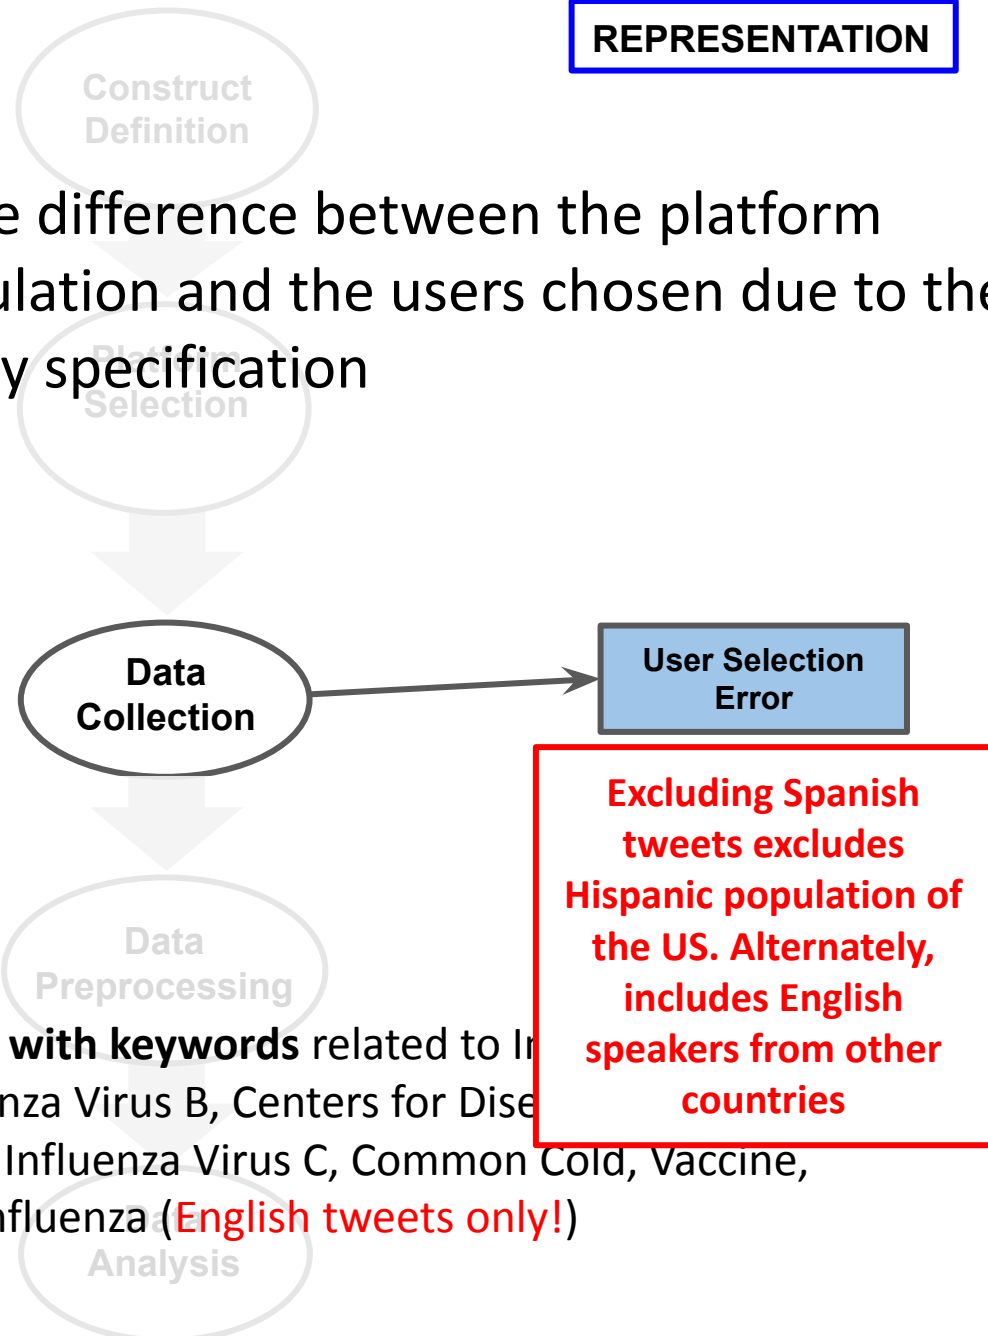 REPRESENTATION
Construct
Definition
e difference between the platform
ulation and the users chosen due to the
y specification
Platform
Selection
Data
Collection
User Selection
Error
Excluding Spanish
tweets excludes
Hispanic population of
the US. Alternately,
includes English
speakers from other
countries
Data
Preprocessing
with keywords related to I
nza Virus B, Centers for Dise
Influenza Virus C, Common Cold, Vaccine,
nfluenza (English tweets only!)
Data
Analysis